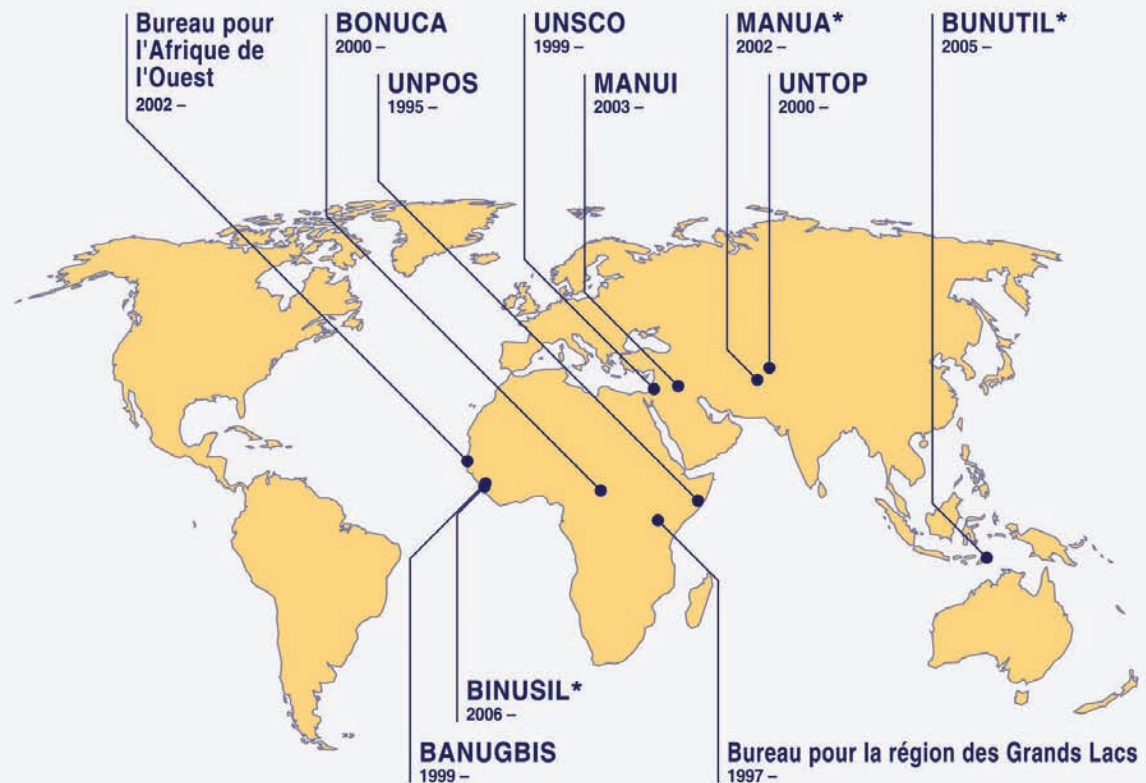 Bureau pour
l'Afrique de
l'Ouest
2002 –
BONUCA
2000 –
UNSCO
1999 –
MANUA*
2002 –
BUNUTIL*
2005 –
UNPOS
1995 –
MANUI
2003 –
UNTOP
2000 –
BINUSIL*
2006 –
BANUGBIS
1999 –
Bureau pour la région des Grands Lacs
1997 –